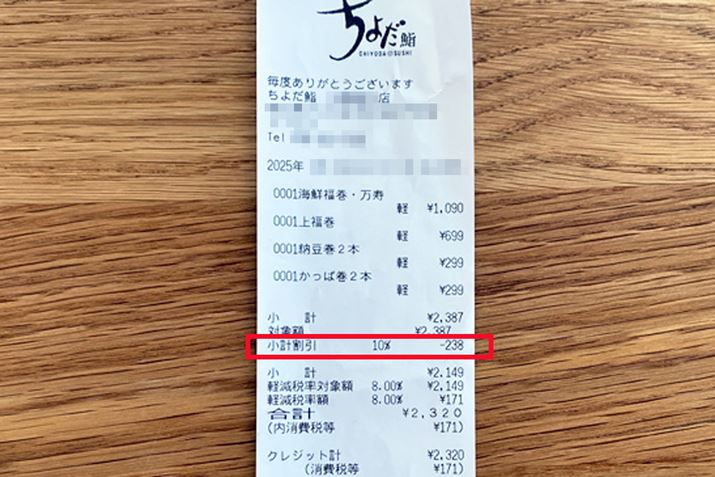 ちよだ鮨
CHIYODA SUSHI
毎度ありがとうございます
ちよだ鮨 店
Tel
2025年
0001海鮮福巻・万寿
軽 ¥1,090
0001上福巻
軽 ¥699
0001納豆巻2本
軽 ¥299
0001かっぱ巻2本
軽 ¥299
小 計 ¥2,387
対象額 ¥2,387
小計割引 10% -238
小 計 ¥2,149
軽減税率対象額 8.00% ¥2,149
軽減税率額 8.00% ¥171
合計 ¥2,320
(内消費税等 ¥171)
クレジット計 ¥2,320
(消費税等 ¥171)